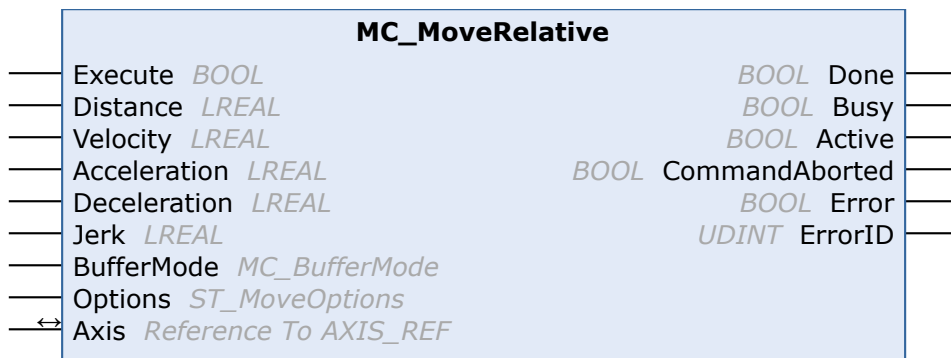 MC_MoveRelative
Execute BOOL BOOL Done
Distance LREAL BOOL Busy
Velocity LREAL BOOL Active
Acceleration LREAL BOOL CommandAborted
Deceleration LREAL BOOL Error
Jerk LREAL UDINT ErrorID
BufferMode MC_BufferMode
Options ST_MoveOptions
↔ Axis Reference To AXIS_REF